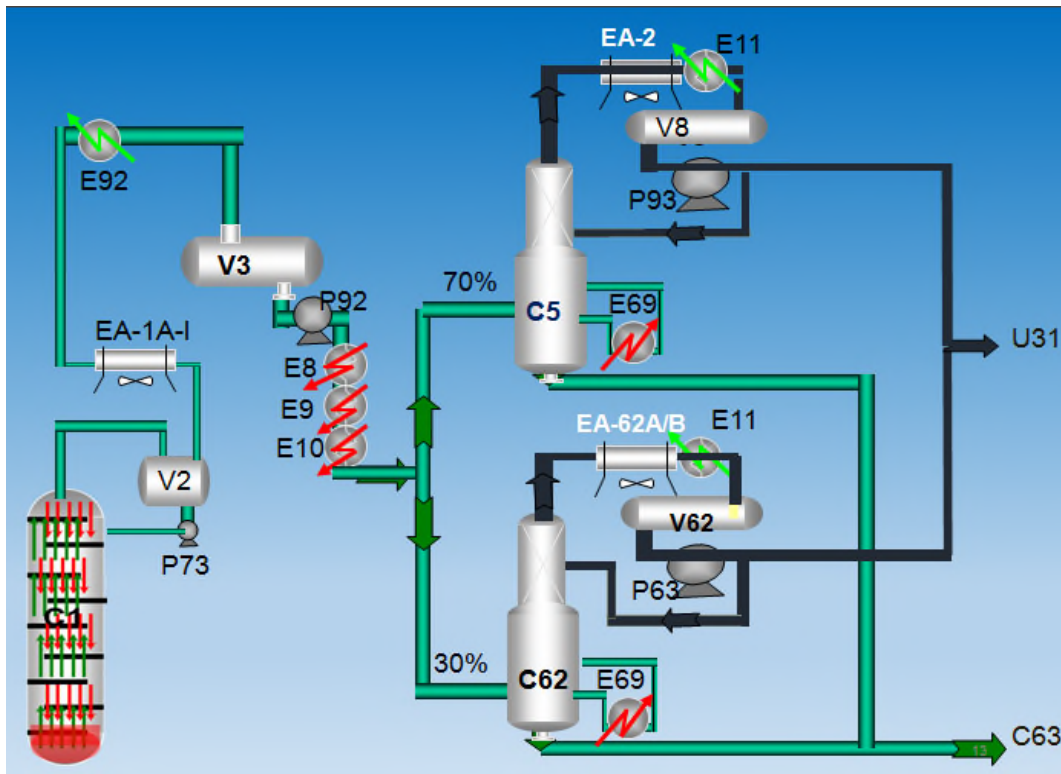 EA-2
E11
V8
E92
P93
V3
70%
P92
C5
E69
EA-1A-I
E8
U31
E9
EA-62A/B
E11
E10
V2
V62
P73
P63
C1
30%
C62
E69
C63
13